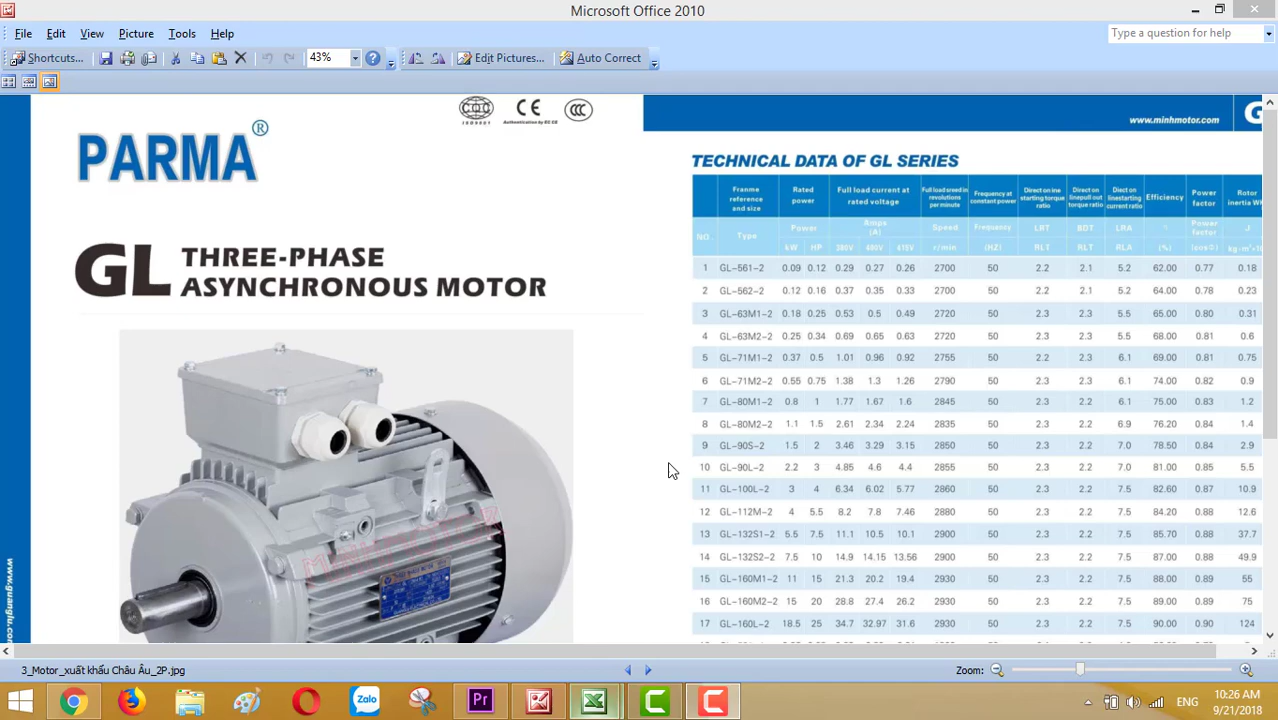 Microsoft Office 2010
File Edit View Picture Tools Help
Type a question for help
Shortcuts... 43% Edit Pictures... Auto Correct
PARMA®
GL THREE-PHASE
ASYNCHRONOUS MOTOR
www.minhmotor.com
TECHNICAL DATA OF GL SERIES
Franme reference and size Rated power Full load current at rated voltage Frequency at constant power Efficiency Power factor Rotor
NO. Type Power Amps (A) Speed Frequency LRT BDT LRA Power factor J
kW HP 380V 400V 415V r/min (HZ) RLT RLT RLA (%)
1 GL-561-2 0.09 0.12 0.29 0.27 0.26 2700 50 2.2 2.1 5.2 62.00 0.77 0.18
2 GL-562-2 0.12 0.16 0.37 0.35 0.33 2700 50 2.2 2.1 5.2 64.00 0.78 0.23
3 GL-63M1-2 0.18 0.25 0.53 0.5 0.49 2720 50 2.3 2.3 5.5 65.00 0.80 0.31
4 GL-63M2-2 0.25 0.34 0.69 0.65 0.63 2720 50 2.3 2.3 5.5 68.00 0.81 0.6
5 GL-71M1-2 0.37 0.5 1.01 0.96 0.92 2755 50 2.2 2.3 6.1 69.00 0.81 0.75
6 GL-71M2-2 0.55 0.75 1.38 1.3 1.26 2790 50 2.3 2.3 6.1 74.00 0.82 0.9
7 GL-80M1-2 0.8 1 1.77 1.67 1.6 2845 50 2.3 2.2 6.1 75.00 0.83 1.2
8 GL-80M2-2 1.1 1.5 2.61 2.34 2.24 2835 50 2.3 2.2 6.9 76.20 0.84 1.4
9 GL-90S-2 1.5 2 3.46 3.29 3.15 2850 50 2.3 2.2 7.0 78.50 0.84 2.9
10 GL-90L-2 2.2 3 4.85 4.6 4.4 2855 50 2.3 2.2 7.0 81.00 0.85 5.5
11 GL-100L-2 3 4 6.34 6.02 5.77 2860 50 2.3 2.2 7.5 82.60 0.87 10.9
12 GL-112M-2 4 5.5 8.2 7.8 7.46 2880 50 2.3 2.2 7.5 84.20 0.88 12.6
13 GL-132S1-2 5.5 7.5 11.1 10.5 10.1 2900 50 2.3 2.2 7.5 85.70 0.88 37.7
14 GL-132S2-2 7.5 10 14.9 14.15 13.56 2900 50 2.3 2.2 7.5 87.00 0.88 49.9
15 GL-160M1-2 11 15 21.3 20.2 19.4 2930 50 2.3 2.2 7.5 88.00 0.89 55
16 GL-160M2-2 15 20 28.8 27.4 26.2 2930 50 2.3 2.2 7.5 89.00 0.89 75
17 GL-160L-2 18.5 25 34.7 32.97 31.6 2930 50 2.3 2.2 7.5 90.00 0.90 124
3_Motor_xuất khẩu Châu Âu_2P.jpg
Zoom:
Zalo
Pr
ENG
10:26 AM
9/21/2018